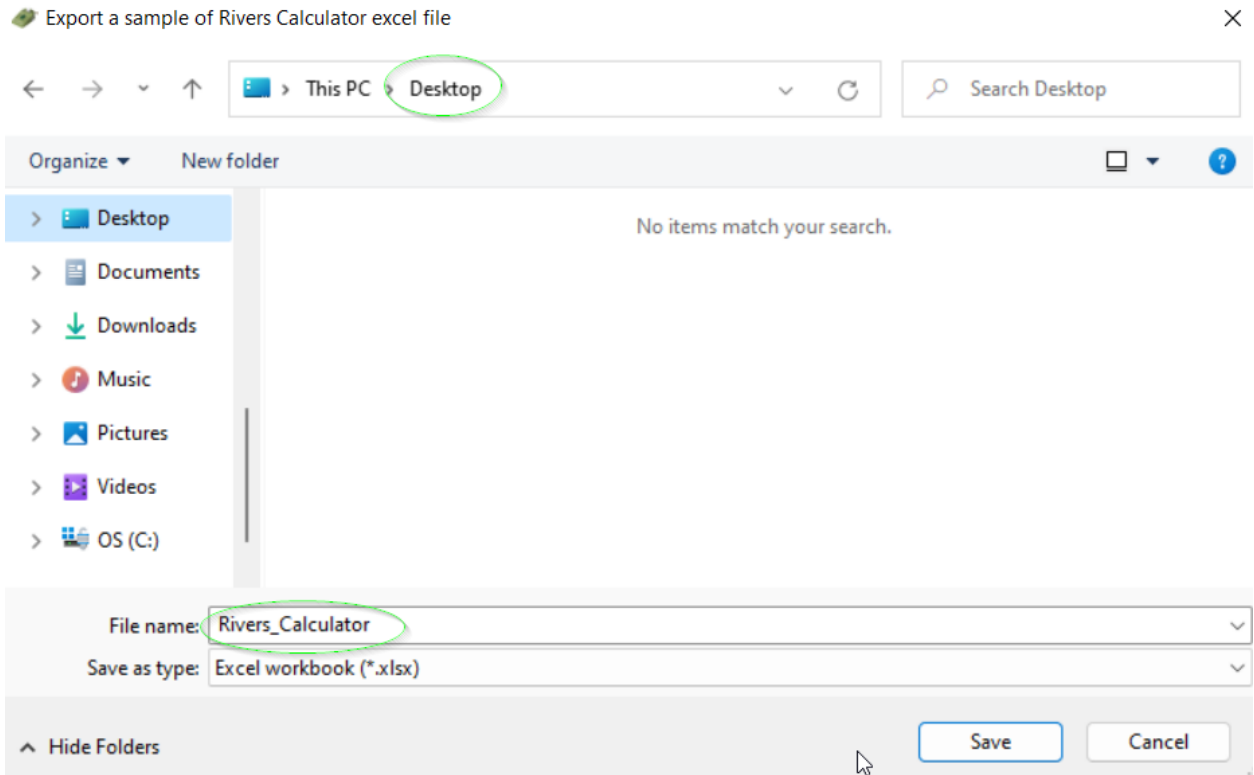 Export a sample of Rivers Calculator excel file
This PC Desktop
Search Desktop
Organize
New folder
Desktop
No items match your search.
Documents
Downloads
Music
Pictures
Videos
OS (C:)
File name: Rivers_Calculator
Save as type: Excel workbook (*.xlsx)
Hide Folders
Save
Cancel